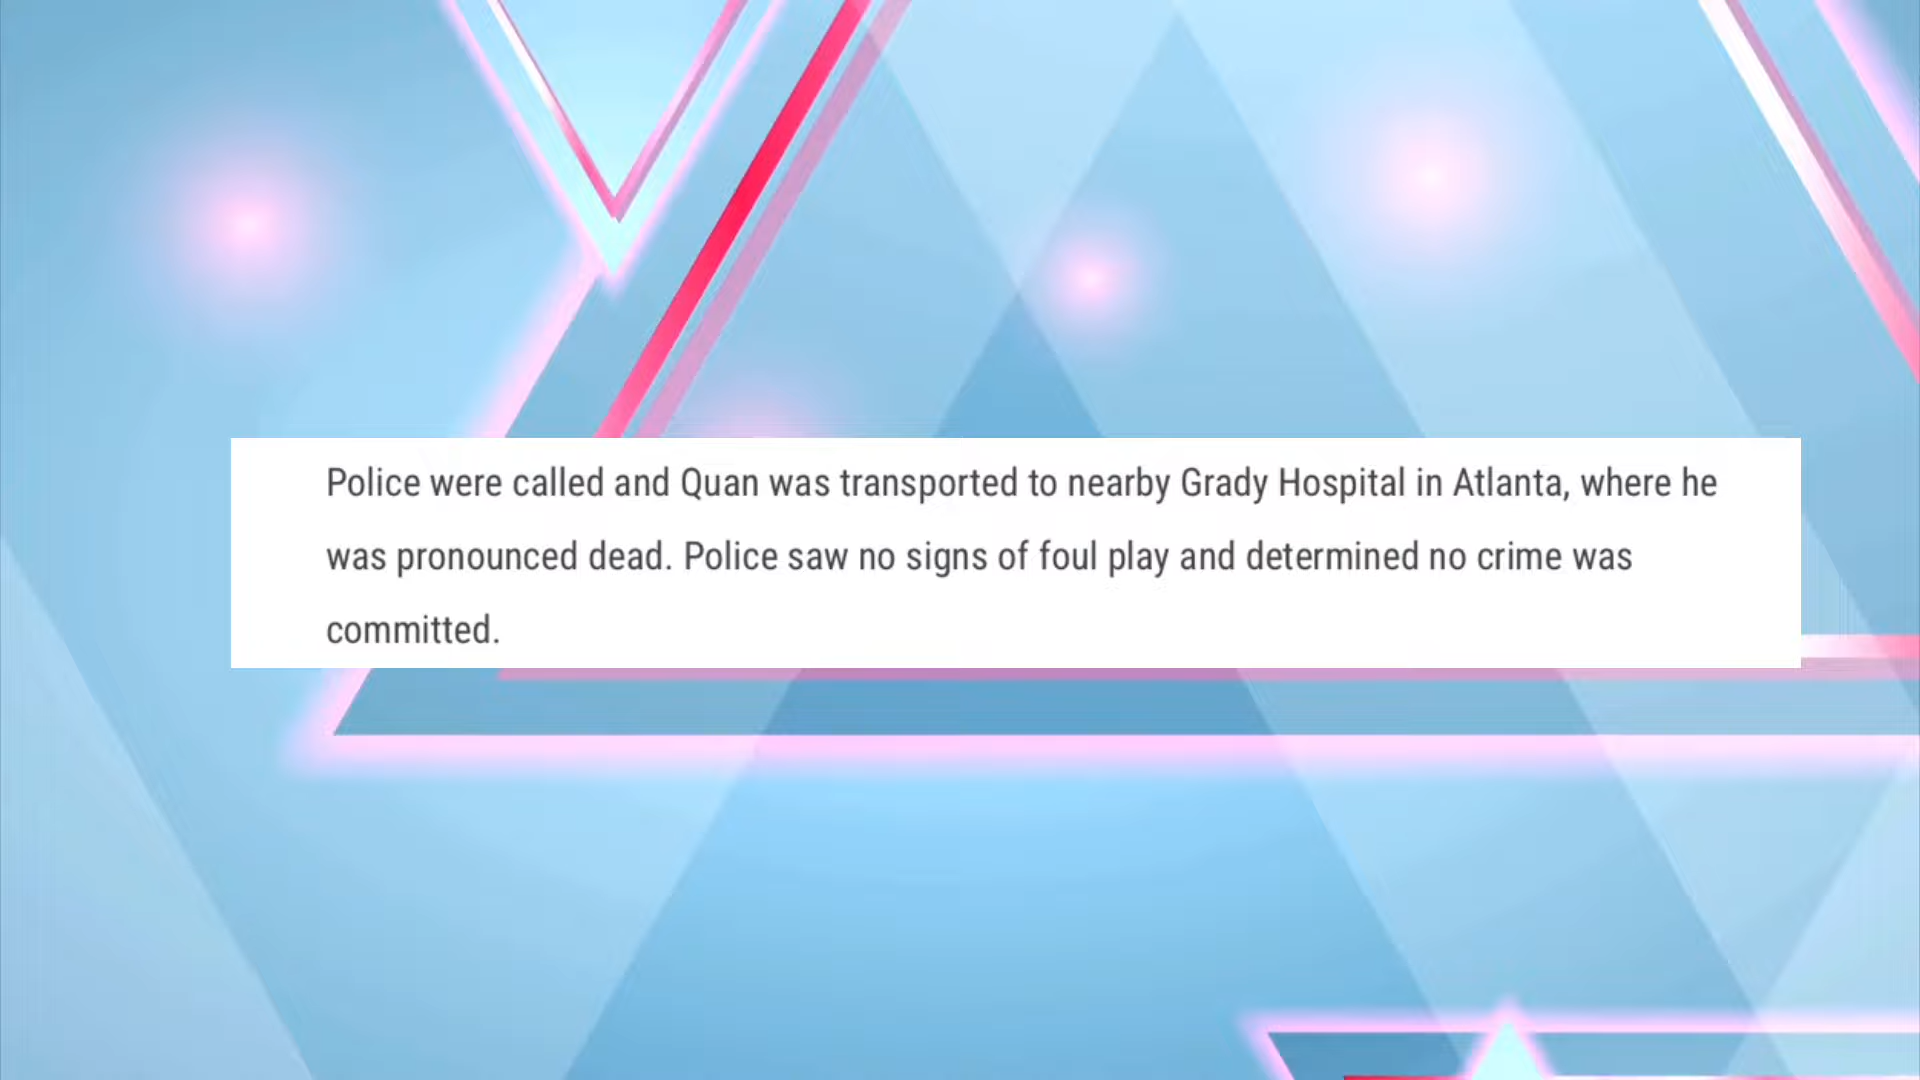 Police were called and Quan was transported to nearby Grady Hospital in Atlanta, where he
was pronounced dead. Police saw no signs of foul play and determined no crime was
committed.